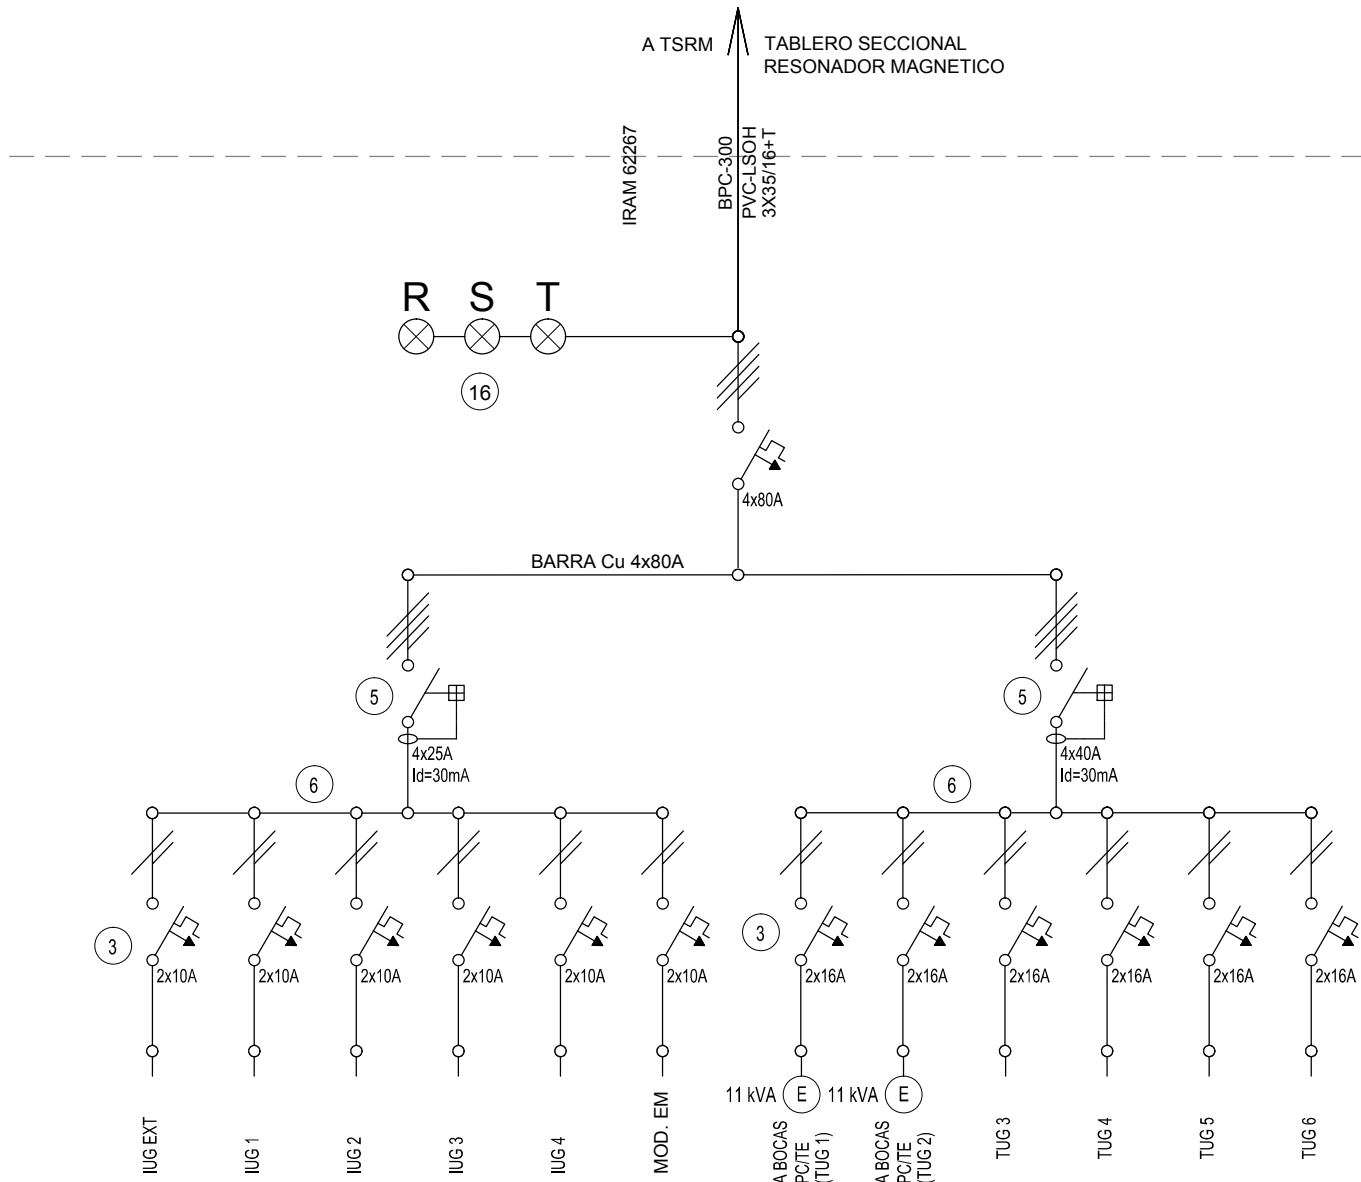 A TSRM
TABLERO SECCIONAL
RESONADOR MAGNETICO
IRAM 62267
BPC-300
PVC-LSOH
3X35/16+T
R S T
16
4x80A
BARRA Cu 4x80A
5
4x25A
Id=30mA
5
4x40A
Id=30mA
6
6
3
2x10A
2x10A
2x10A
2x10A
2x10A
2x10A
3
2x16A
2x16A
2x16A
2x16A
2x16A
2x16A
11 kVA
E
11 kVA
E
IUG EXT
IUG 1
IUG 2
IUG 3
IUG 4
MOD. EM
A BOCAS
PC/TE
(TUG 1)
A BOCAS
PC/TE
(TUG 2)
TUG 3
TUG 4
TUG 5
TUG 6